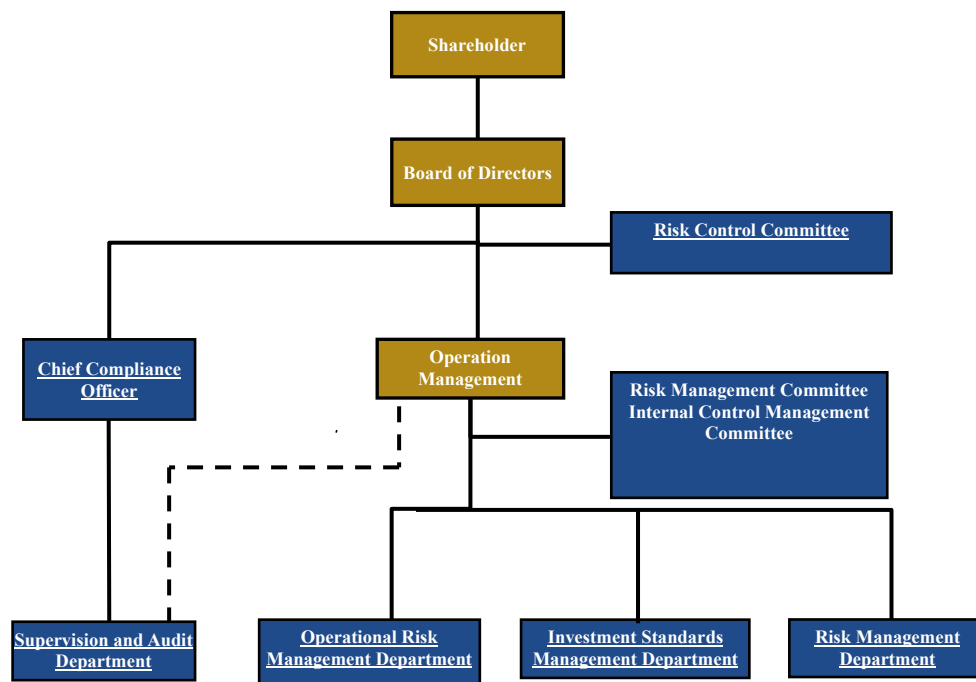 Shareholder
Board of Directors
Risk Control Committee
Chief Compliance
Officer
Operation
Management
Risk Management Committee
Internal Control Management
Committee
Supervision and Audit
Department
Operational Risk
Management Department
Investment Standards
Management Department
Risk Management
Department